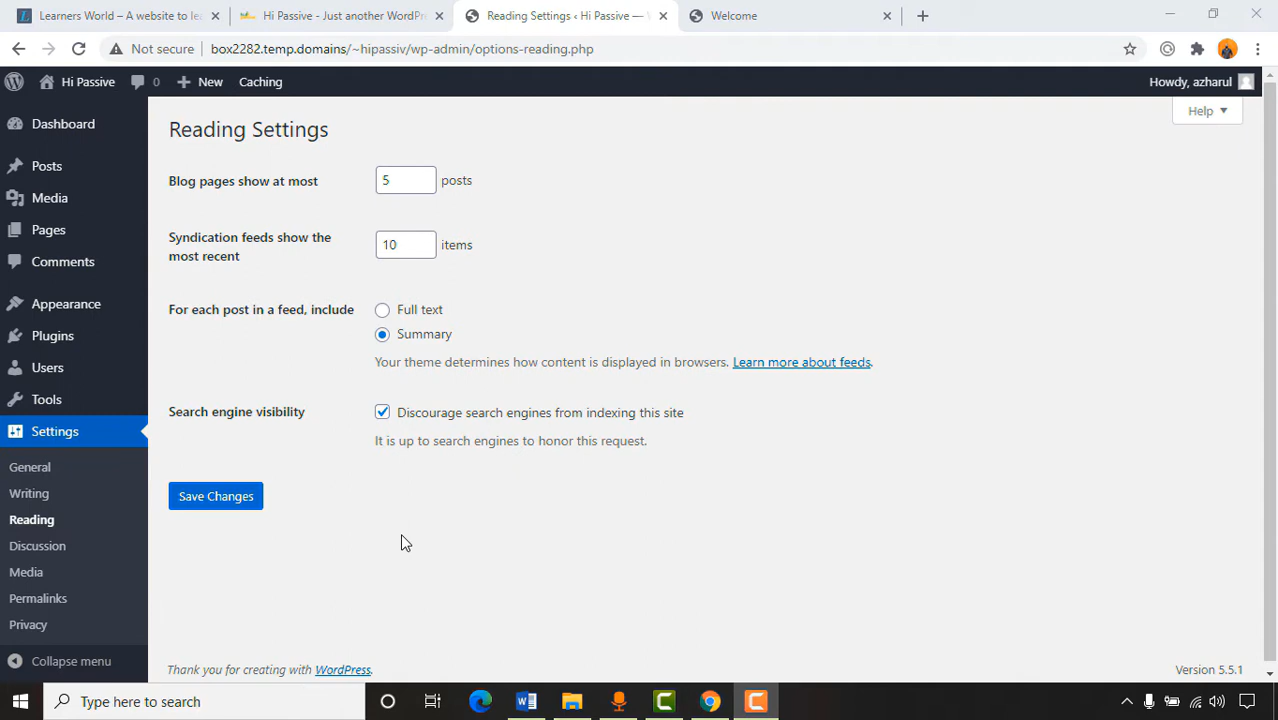 Learners World – A website to lea
Hi Passive - Just another WordPre
Reading Settings ‹ Hi Passive —
Welcome
Not secure
box2282.temp.domains/~hipassiv/wp-admin/options-reading.php
Hi Passive
0
New
Caching
Howdy, azharul
Help
Dashboard
Posts
Media
Pages
Comments
Appearance
Plugins
Users
Tools
Settings
General
Writing
Reading
Discussion
Media
Permalinks
Privacy
Collapse menu
Reading Settings
Blog pages show at most
5
posts
Syndication feeds show the
most recent
10
items
For each post in a feed, include
Full text
Summary
Your theme determines how content is displayed in browsers. Learn more about feeds.
Search engine visibility
Discourage search engines from indexing this site
It is up to search engines to honor this request.
Save Changes
Thank you for creating with WordPress.
Version 5.5.1
Type here to search